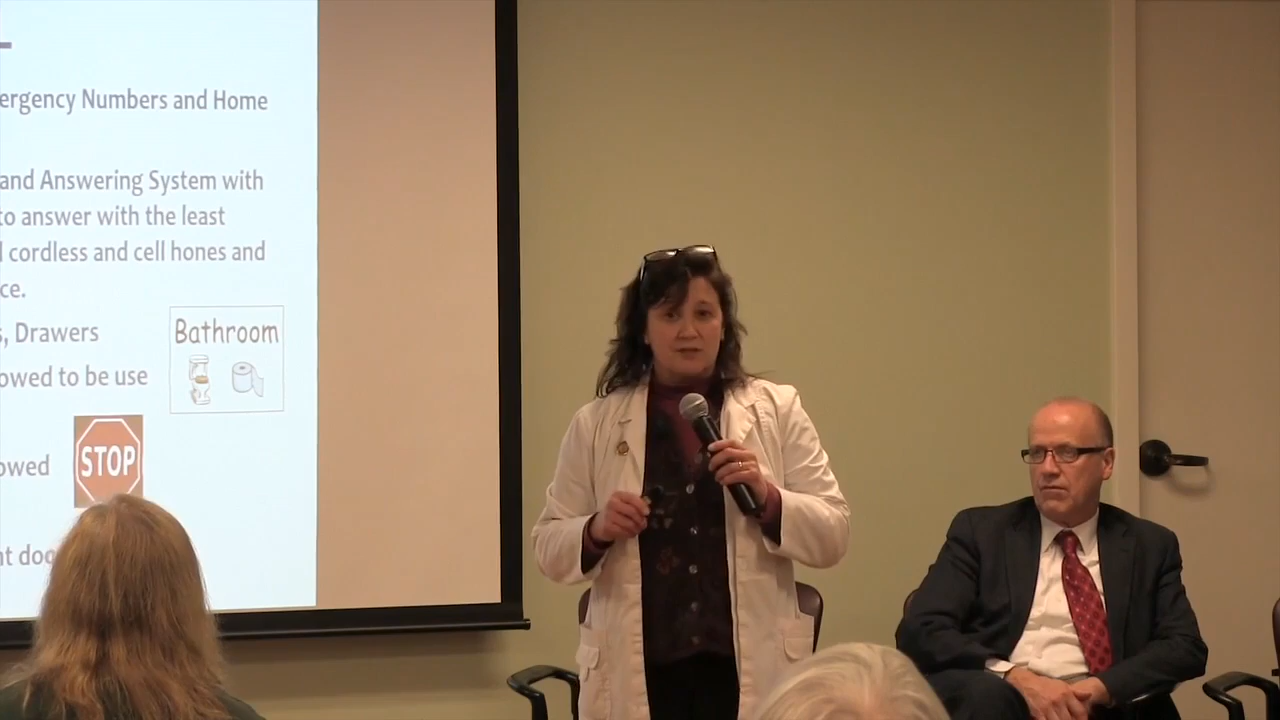 ergency Numbers and Home
and Answering System with
to answer with the least
cordless and cell hones and
ce.
s, Drawers
Bathroom
owed to be use
STOP
owed
nt doo